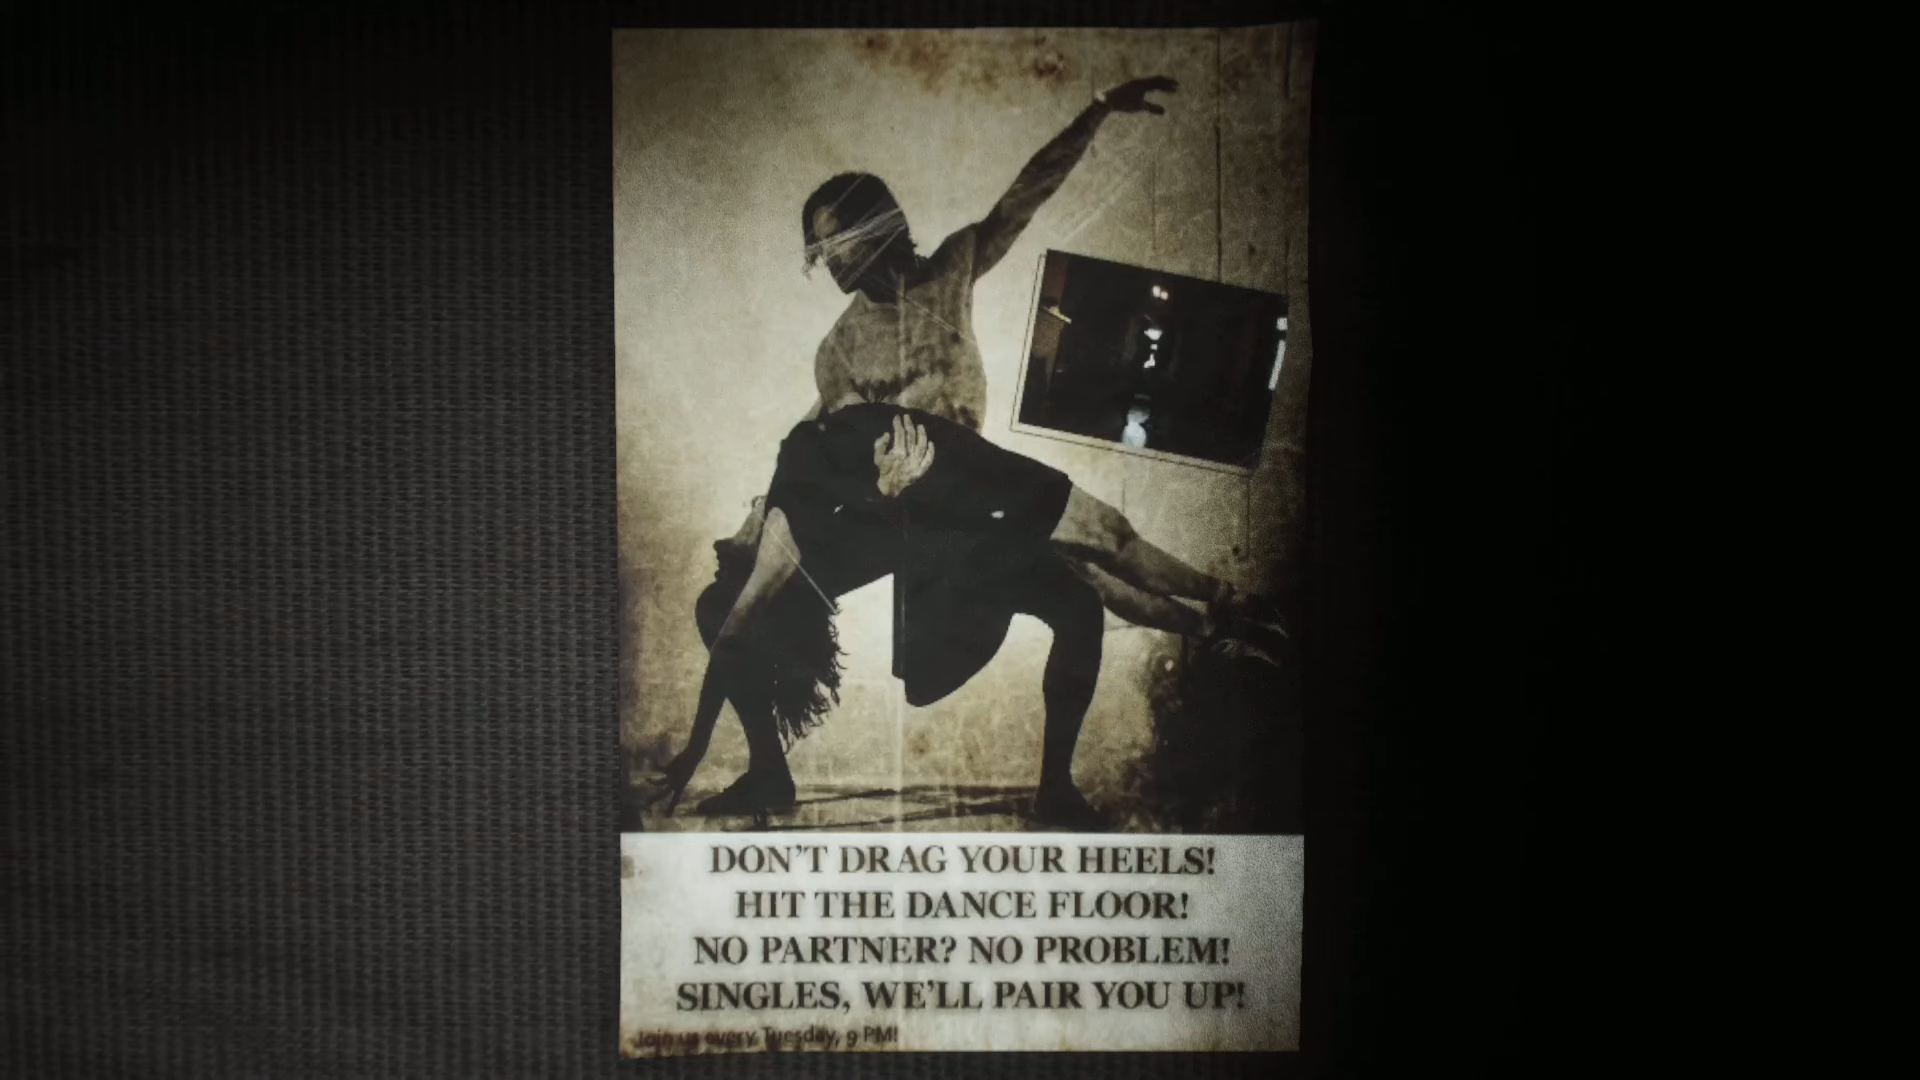 DON'T DRAG YOUR HEELS!
HIT THE DANCE FLOOR!
NO PARTNER? NO PROBLEM!
SINGLES, WE'LL PAIR YOU UP!
Join us every Tuesday, 9 PM!